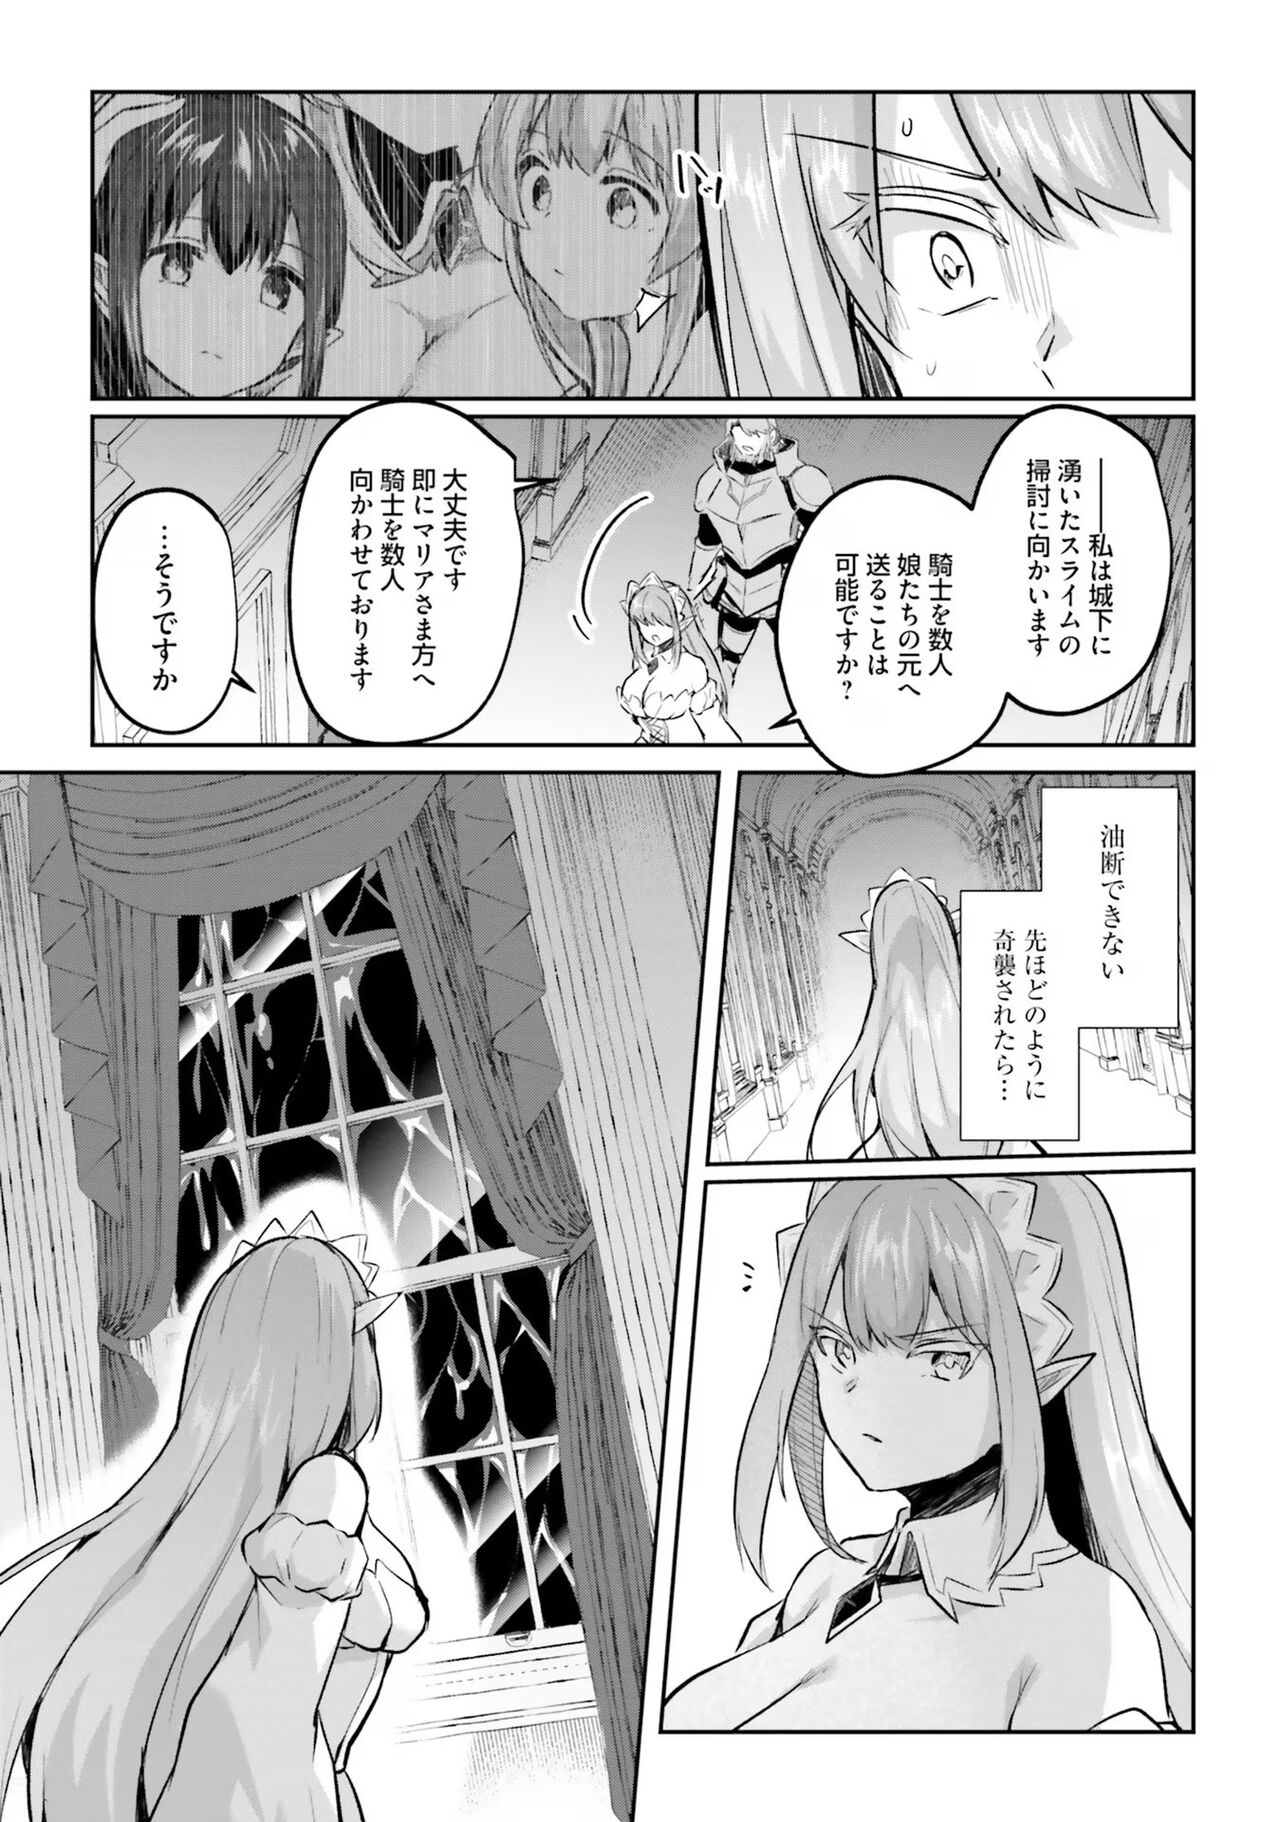 ――私は城下に
湧いたスライムの
掃討に向かいます
騎士を数人
娘たちの元へ
送ることは
可能ですか？
大丈夫です
即にマリアさま方へ
騎士を数人
向かわせております
…そうですか
油断できない
先ほどのように
奇襲されたら…